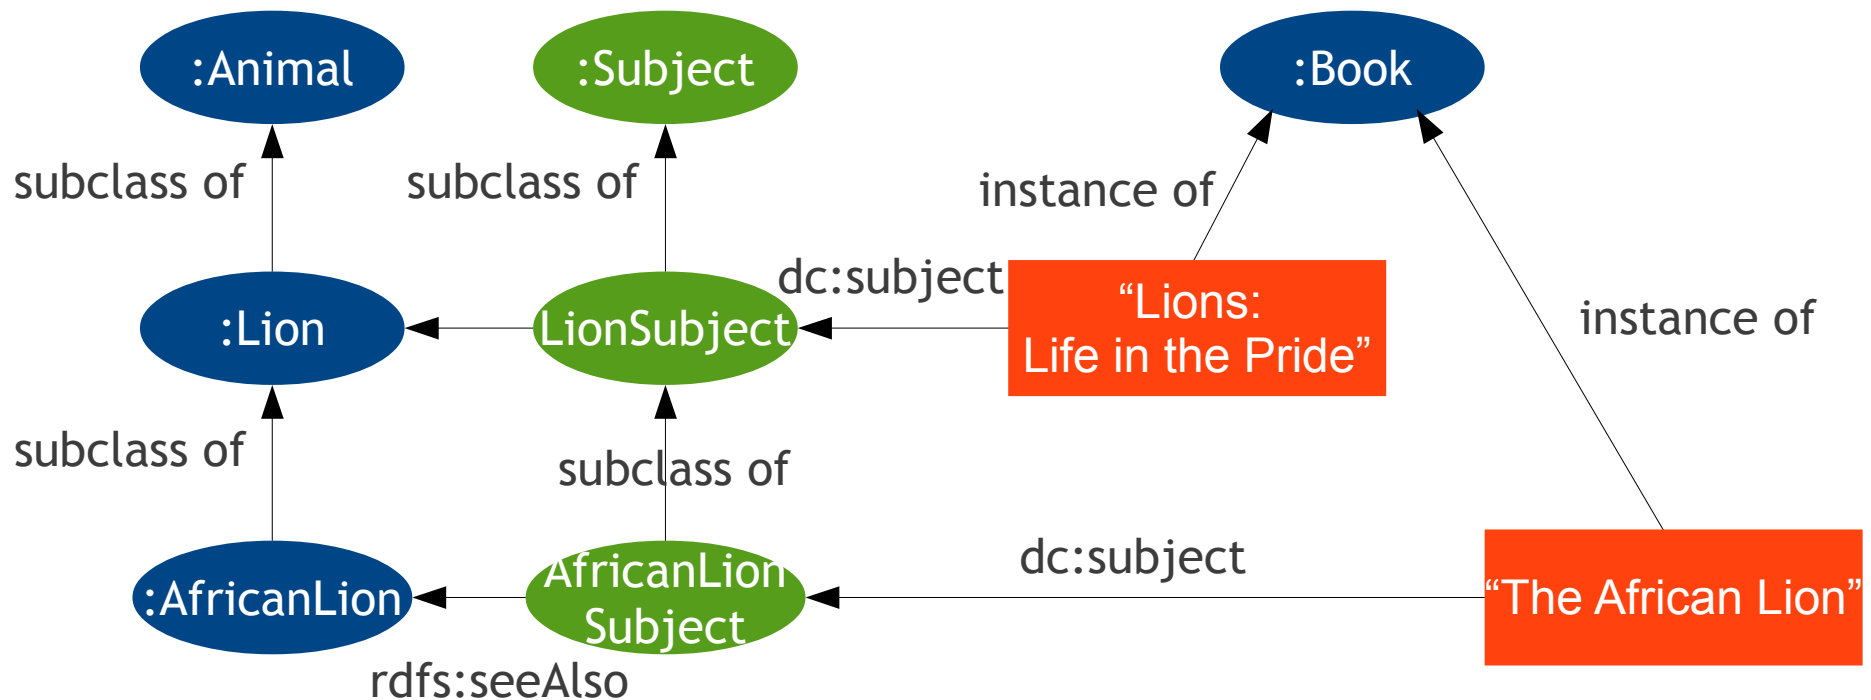 :Animal
:Subject
:Book
subclass of
subclass of
instance of
dc:subject
“Lions:
Life in the Pride”
:Lion
LionSubject
instance of
subclass of
subclass of
dc:subject
:AfricanLion
AfricanLion
Subject
“The African Lion”
rdfs:seeAlso